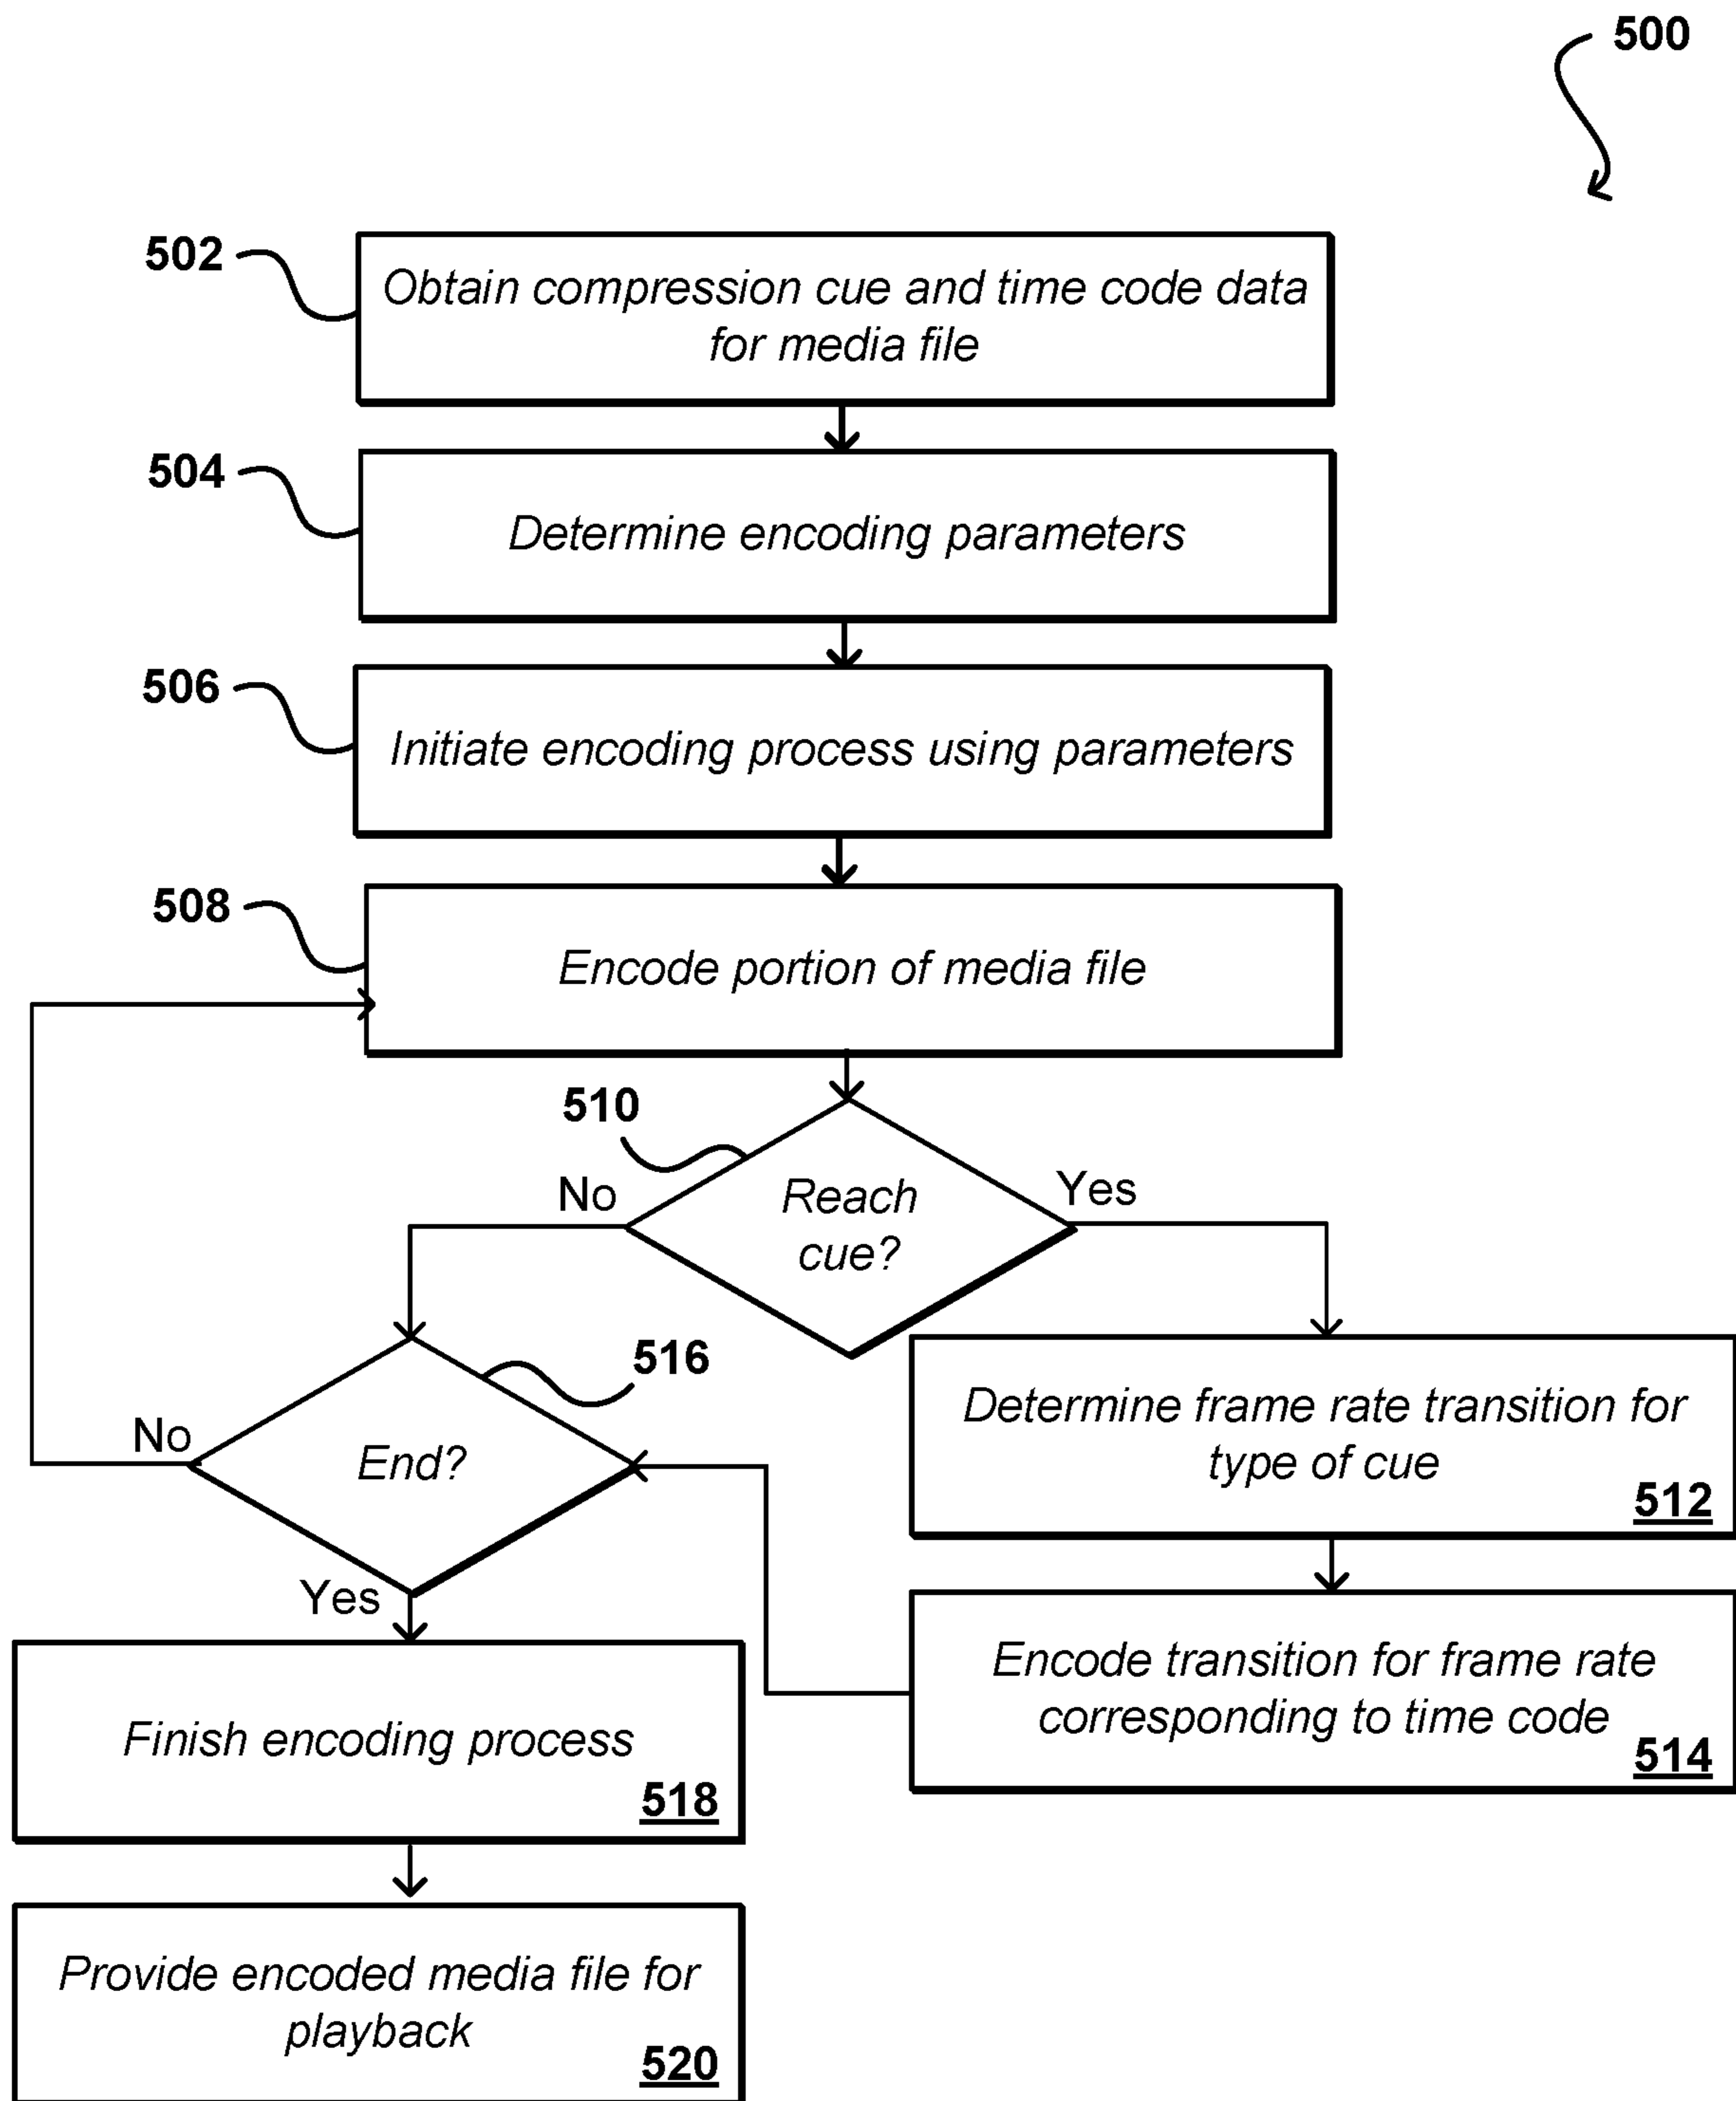 500
502
Obtain compression cue and time code data
for media file
504
Determine encoding parameters
506
Initiate encoding process using parameters
508
Encode portion of media file
510
No
Reach
cue?
Yes
516
No
End?
Determine frame rate transition for
type of cue
512
Yes
Encode transition for frame rate
corresponding to time code
514
Finish encoding process
518
Provide encoded media file for
playback
520